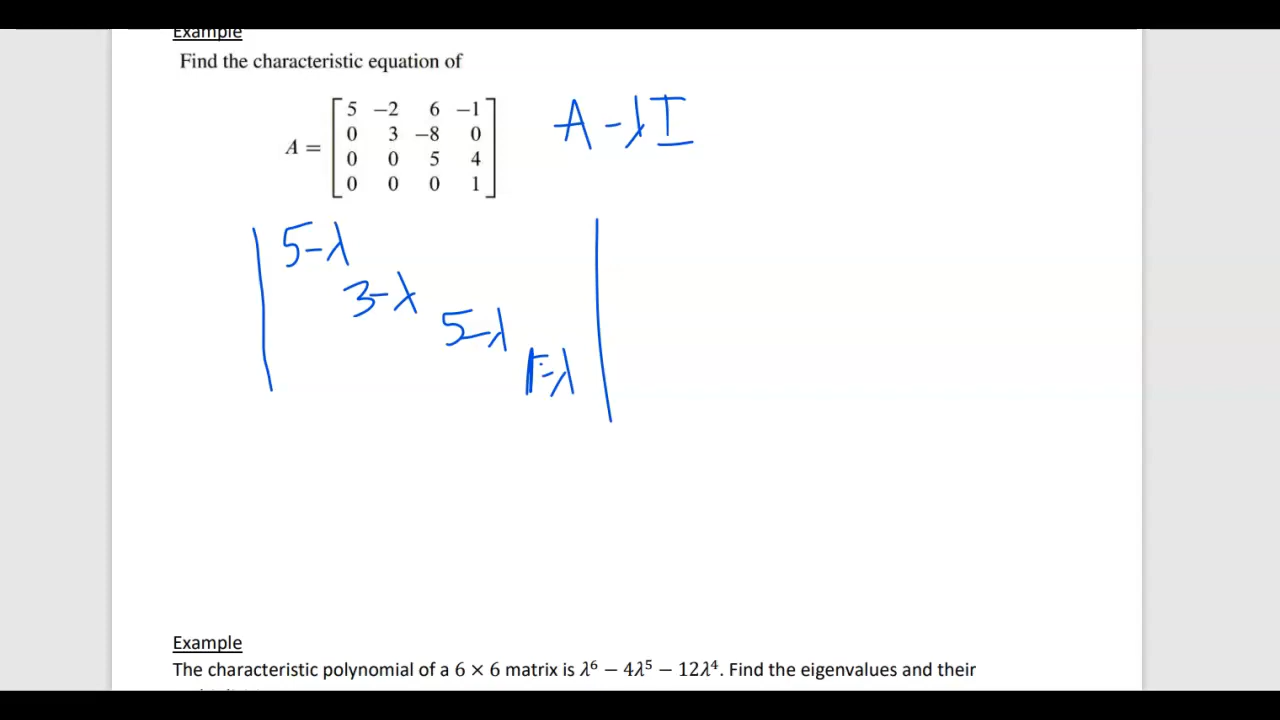 Example
Find the characteristic equation of
A = [5 −2 6 −1
0 3 −8 0
0 0 5 4
0 0 0 1]
A − λI
|5−λ
3−λ
5−λ
1−λ|
Example
The characteristic polynomial of a 6 × 6 matrix is λ⁶ − 4λ⁵ − 12λ⁴. Find the eigenvalues and their